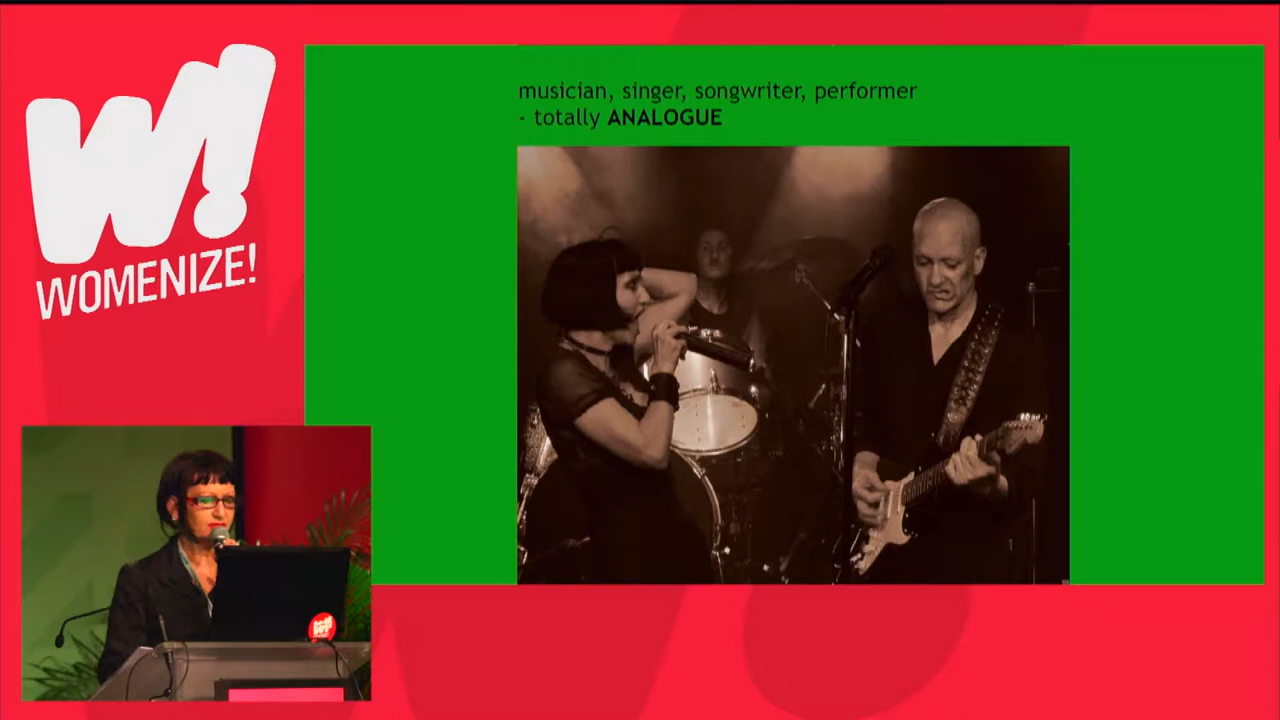 W!
WOMENIZE!
musician, singer, songwriter, performer
- totally ANALOGUE
W!